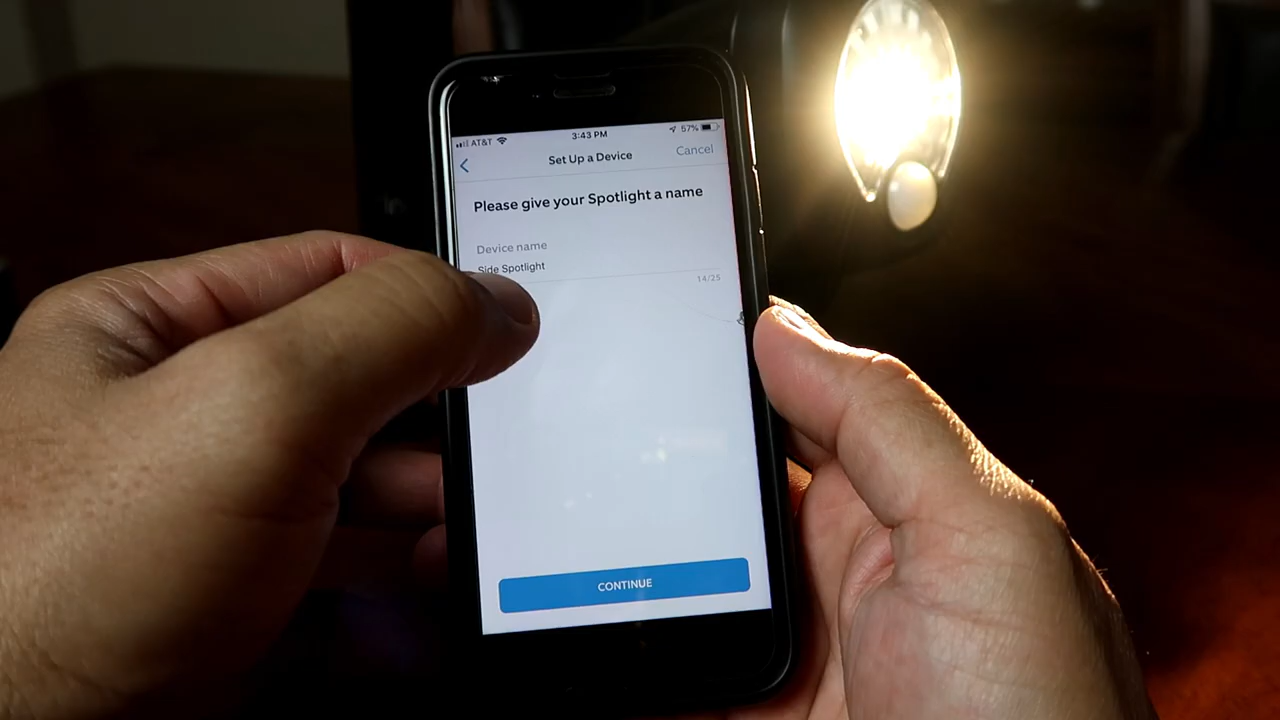 AT&T 3:43 PM 57%
Set Up a Device Cancel
Please give your Spotlight a name
Device name
Side Spotlight
14/25
CONTINUE